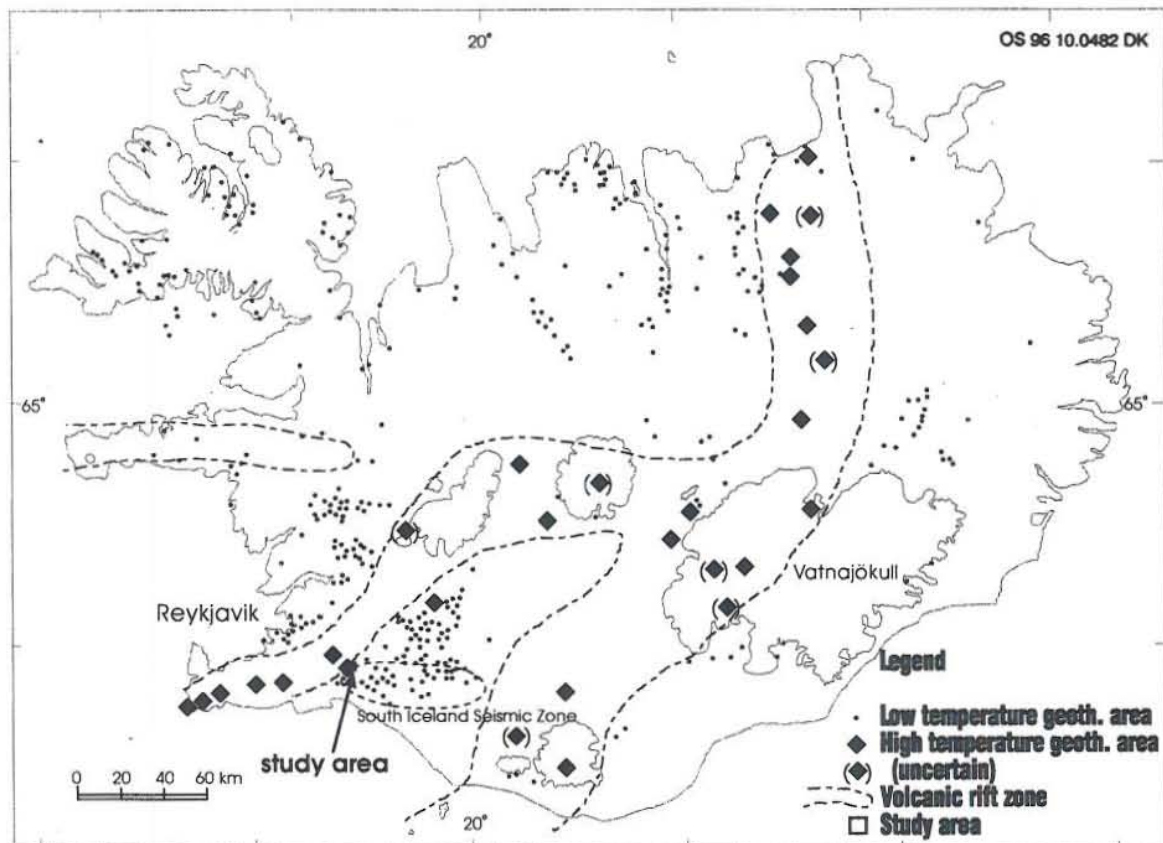 20°
OS 96 10.0482 DK
65°
65°
Reykjavik
Vatnajökull
South Iceland Seismic Zone
study area
0 20 40 60 km
20°
Legend
Low temperature geoth. area
High temperature geoth. area
(uncertain)
Volcanic rift zone
Study area